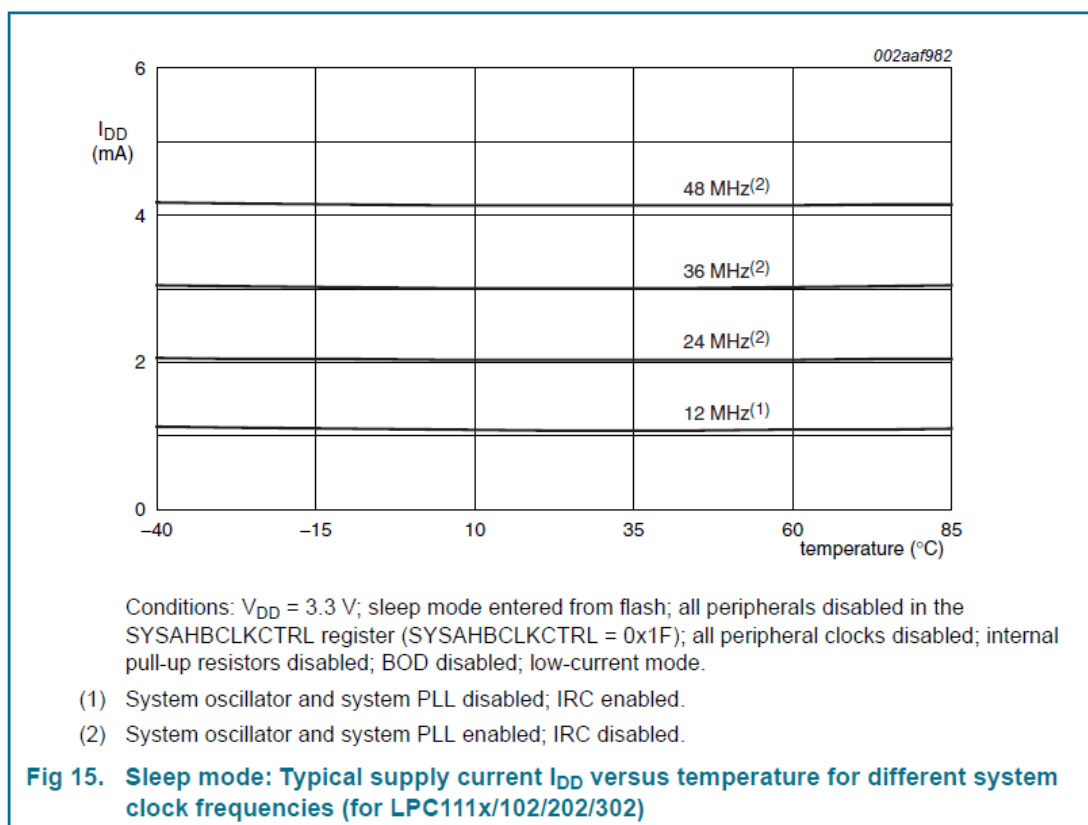 002aaf982
6
IDD
(mA)
48 MHz(2)
4
36 MHz(2)
24 MHz(2)
2
12 MHz(1)
0
−40 −15 10 35 60 85
temperature (°C)
Conditions: VDD = 3.3 V; sleep mode entered from flash; all peripherals disabled in the
SYSAHBCLKCTRL register (SYSAHBCLKCTRL = 0x1F); all peripheral clocks disabled; internal
pull-up resistors disabled; BOD disabled; low-current mode.
(1) System oscillator and system PLL disabled; IRC enabled.
(2) System oscillator and system PLL enabled; IRC disabled.
Fig 15. Sleep mode: Typical supply current IDD versus temperature for different system
clock frequencies (for LPC111x/102/202/302)